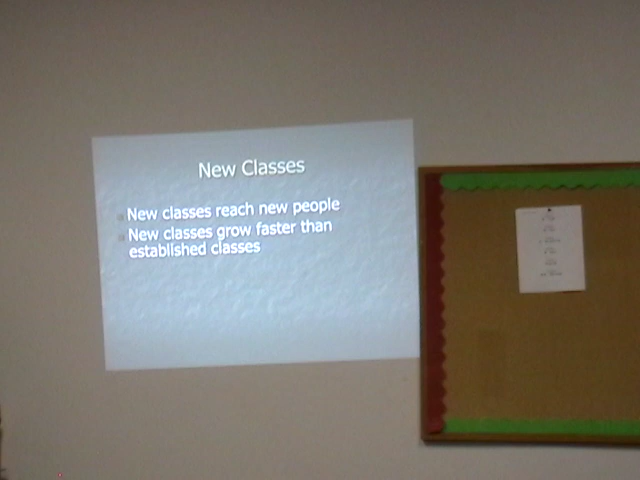 New Classes
New classes reach new people
New classes grow faster than
established classes